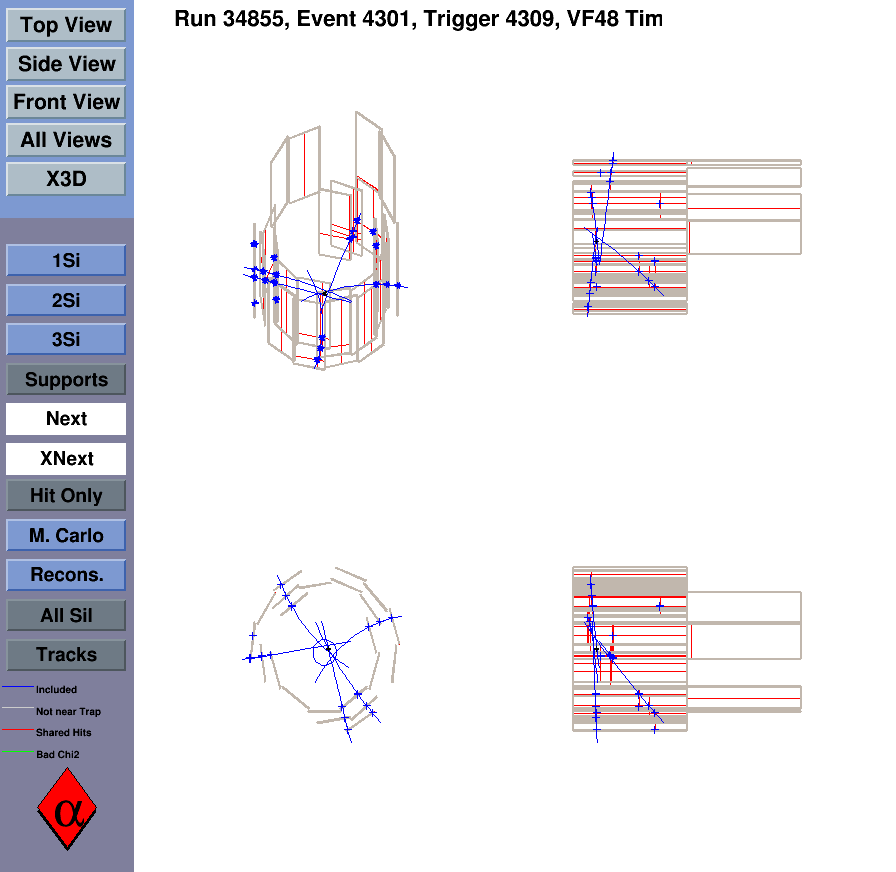 Run 34855, Event 4301, Trigger 4309, VF48 Tim
Top View
Side View
Front View
All Views
X3D
1Si
2Si
3Si
Supports
Next
XNext
Hit Only
M. Carlo
Recons.
All Sil
Tracks
Included
Not near Trap
Shared Hits
Bad Chi2
α